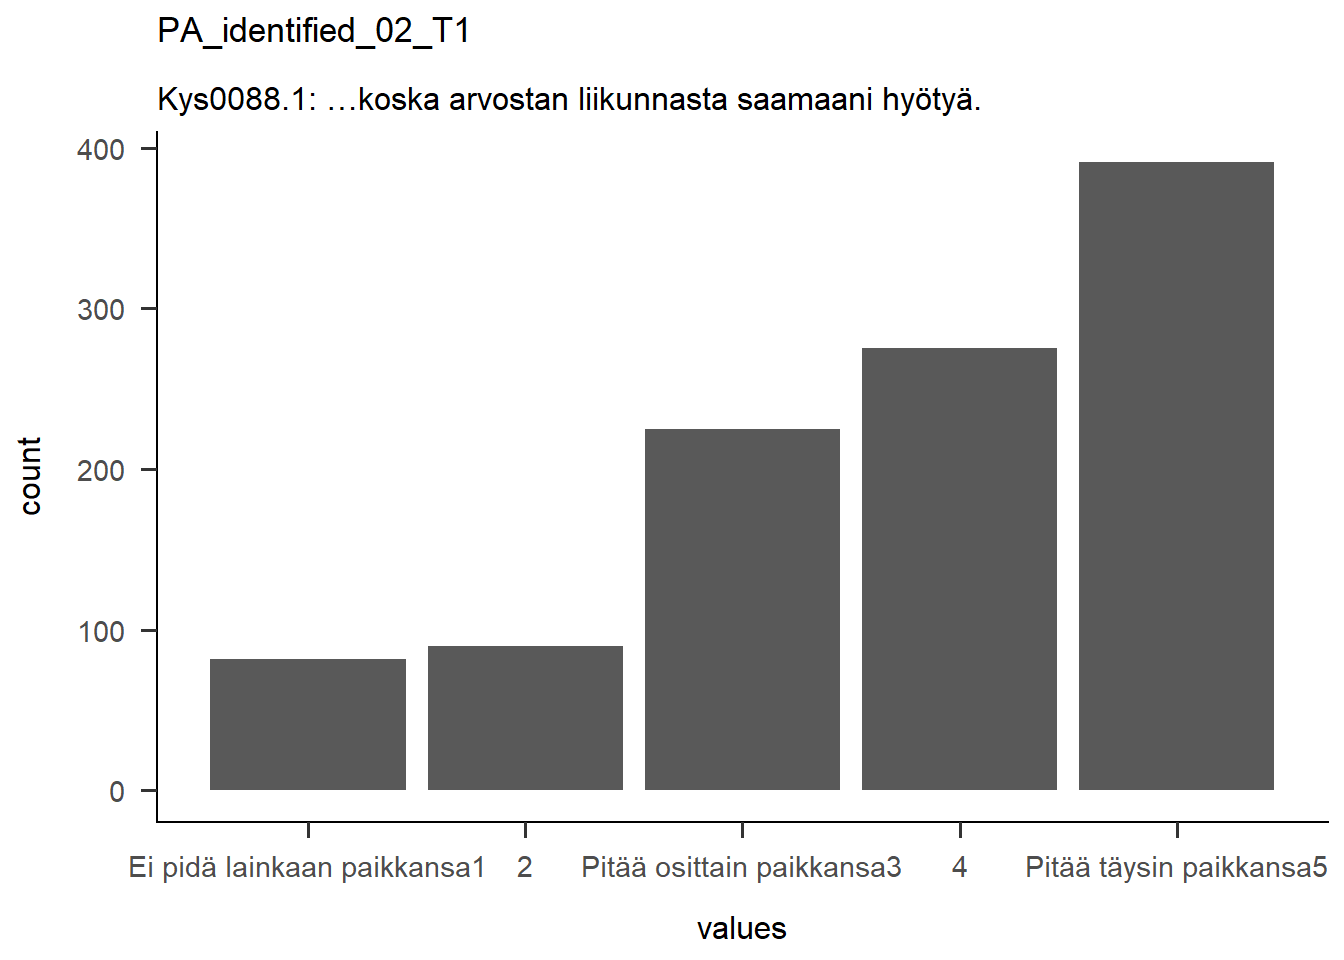 PA_identified_02_T1
Kys0088.1: …koska arvostan liikunnasta saamaani hyötyä.
400
300
200
100
0
count
Ei pidä lainkaan paikkansa1 2 Pitää osittain paikkansa3 4 Pitää täysin paikkansa5
values